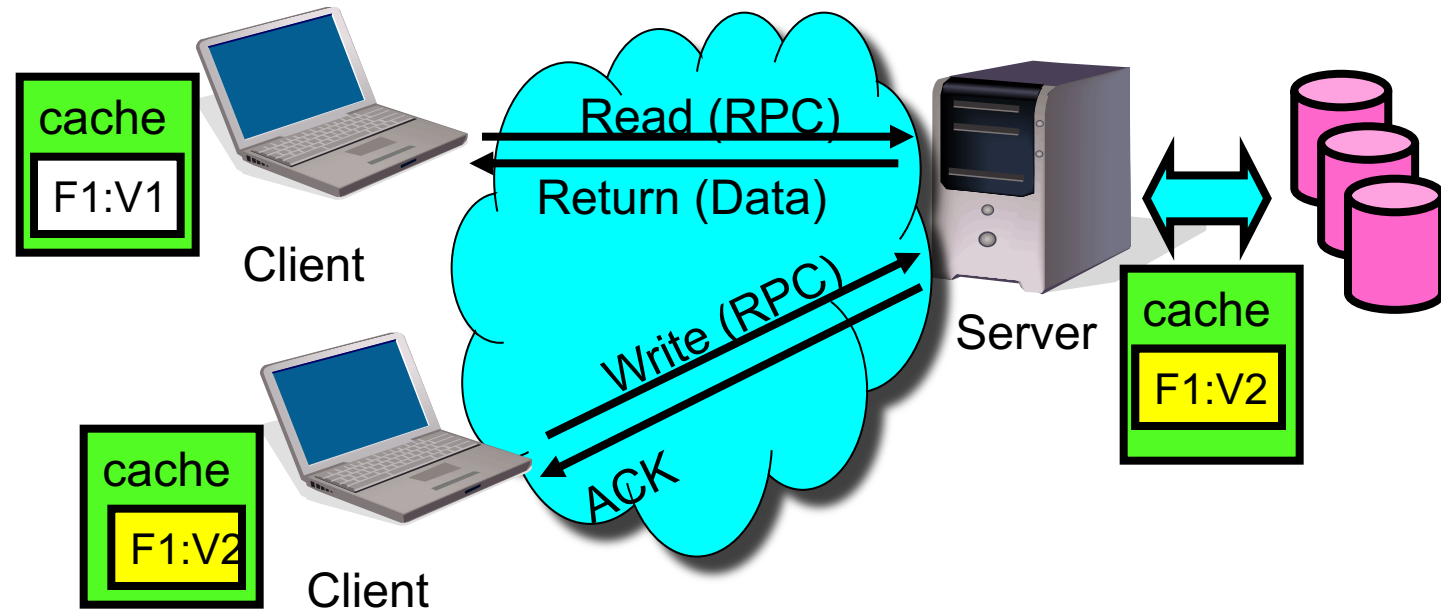 cache
F1:V1
Client
Read (RPC)
Return (Data)
Write (RPC)
ACK
Server
cache
F1:V2
cache
F1:V2
Client